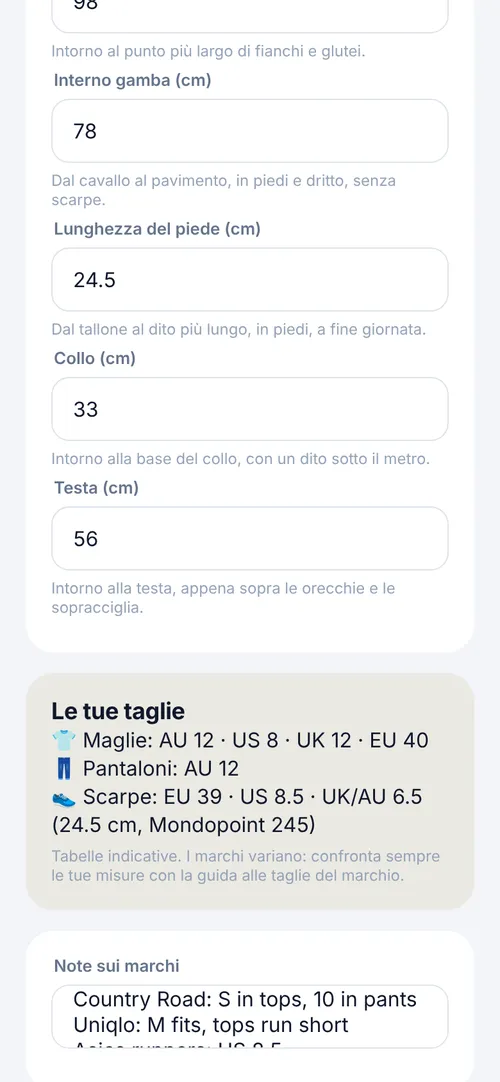 98
Intorno al punto più largo di fianchi e glutei.
Interno gamba (cm)
78
Dal cavallo al pavimento, in piedi e dritto, senza
scarpe.
Lunghezza del piede (cm)
24.5
Dal tallone al dito più lungo, in piedi, a fine giornata.
Collo (cm)
33
Intorno alla base del collo, con un dito sotto il metro.
Testa (cm)
56
Intorno alla testa, appena sopra le orecchie e le
sopracciglia.
Le tue taglie
Maglie: AU 12 · US 8 · UK 12 · EU 40
Pantaloni: AU 12
Scarpe: EU 39 · US 8.5 · UK/AU 6.5
(24.5 cm, Mondopoint 245)
Tabelle indicative. I marchi variano: confronta sempre
le tue misure con la guida alle taglie del marchio.
Note sui marchi
Country Road: S in tops, 10 in pants
Uniqlo: M fits, tops run short
Asics runners: US 8.5